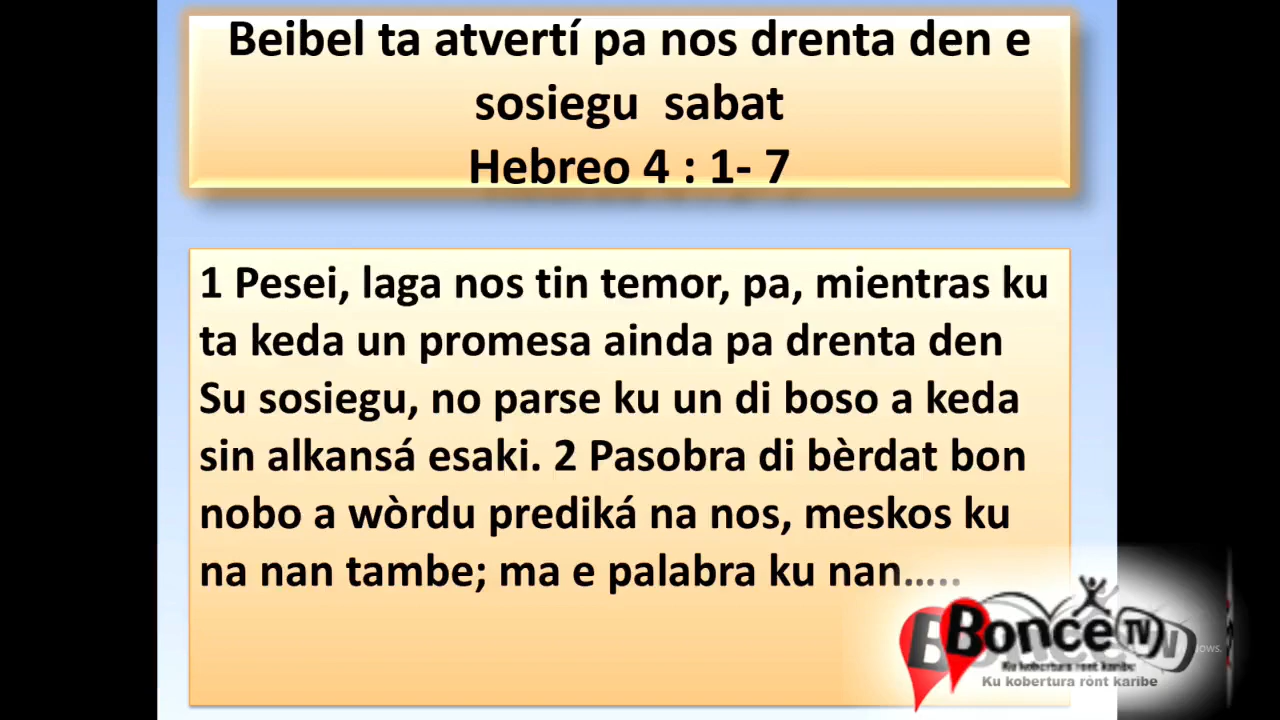 Beibel ta atvertí pa nos drenta den e
sosiegu sabat
Hebreo 4 : 1- 7
1 Pesei, laga nos tin temor, pa, mientras ku
ta keda un promesa ainda pa drenta den
Su sosiegu, no parse ku un di boso a keda
sin alkansá esaki. 2 Pasobra di bèrdat bon
nobo a wòrdu prediká na nos, meskos ku
na nan tambe; ma e palabra ku nan…..
Bonce TV
Ku kobertura rònt karibe